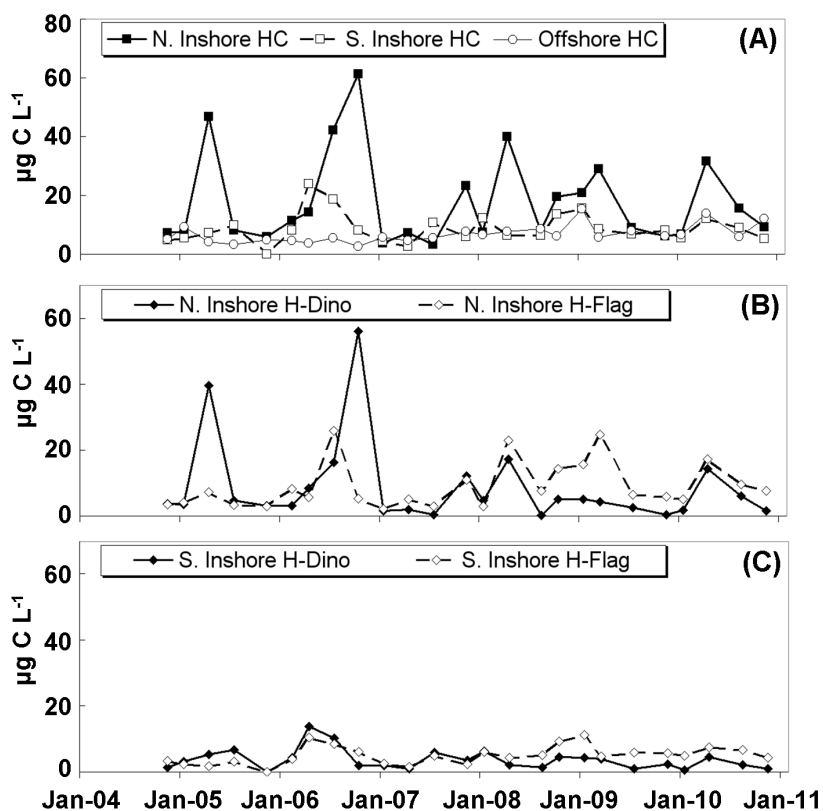 80
N. Inshore HC S. Inshore HC Offshore HC (A)
60
µg C L-1
40
20
0
N. Inshore H-Dino N. Inshore H-Flag (B)
60
µg C L-1
40
20
0
S. Inshore H-Dino S. Inshore H-Flag (C)
60
µg C L-1
40
20
0
Jan-04 Jan-05 Jan-06 Jan-07 Jan-08 Jan-09 Jan-10 Jan-11